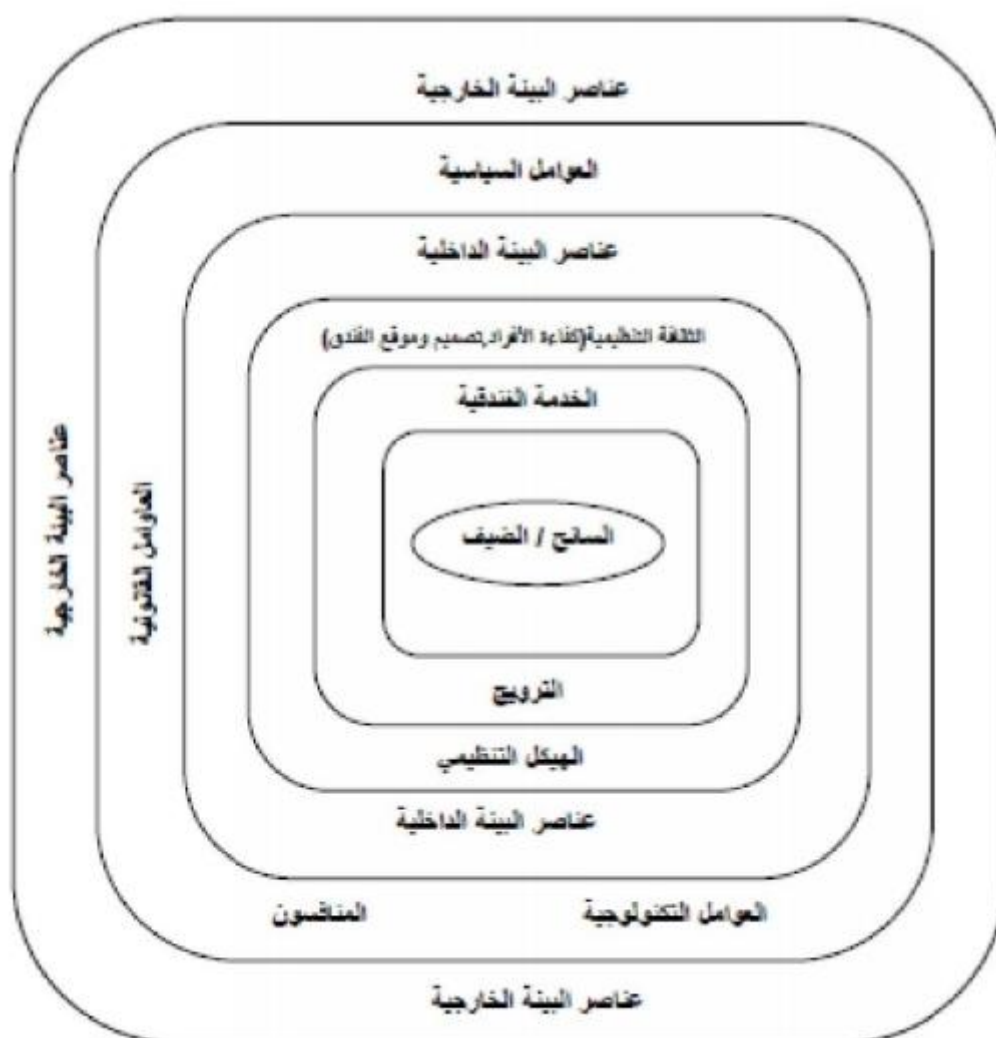 عناصر البيئة الخارجية
العوامل السياسية
عناصر البيئة الداخلية
الثقافة التنظيمية(كفاءة الأفراد,تصميم وموقع الفندق)
الخدمة الفندقية
السائح / الضيف
الترويج
الهيكل التنظيمي
عناصر البيئة الداخلية
العوامل التكنولوجية
المنافسون
عناصر البيئة الخارجية
العاوامل القانونية
عناصر البيئة الخارجية